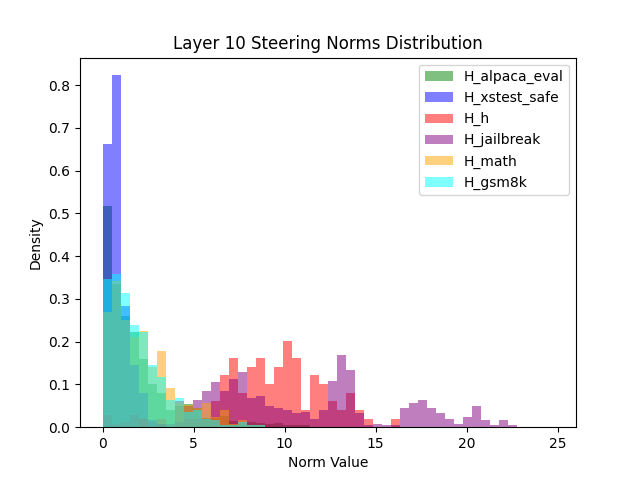 Layer 10 Steering Norms Distribution
H_alpaca_eval
H_xstest_safe
H_h
H_jailbreak
H_math
H_gsm8k
0.8
0.7
0.6
0.5
0.4
0.3
0.2
0.1
0.0
Density
0 5 10 15 20 25
Norm Value